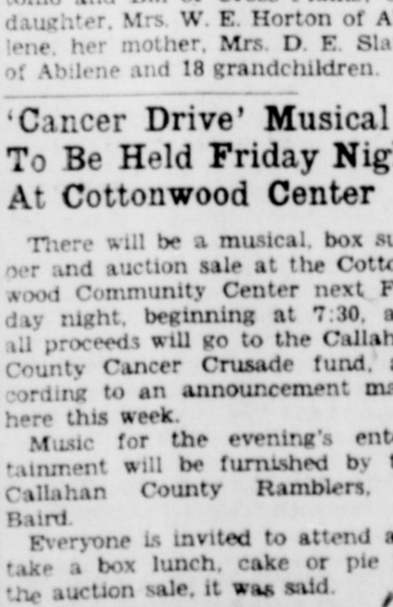 daughter, Mrs. W. E. Horton of A
lene, her mother, Mrs. D. E. Sla
of Abilene and 18 grandchildren.
'Cancer Drive' Musical
To Be Held Friday Nig
At Cottonwood Center
There will be a musical, box su
per and auction sale at the Cotto
wood Community Center next F
day night, beginning at 7:30, a
all proceeds will go to the Callah
County Cancer Crusade fund, a
cording to an announcement ma
here this week.
Music for the evening's ent
tainment will be furnished by t
Callahan County Ramblers,
Baird.
Everyone is invited to attend a
take a box lunch, cake or pie
the auction sale, it was said.